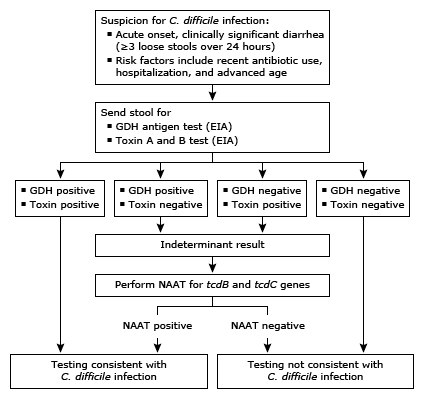 Suspicion for C. difficile infection:
▪ Acute onset, clinically significant diarrhea
(≥3 loose stools over 24 hours)
▪ Risk factors include recent antibiotic use,
hospitalization, and advanced age
Send stool for
▪ GDH antigen test (EIA)
▪ Toxin A and B test (EIA)
▪ GDH positive
▪ Toxin positive
▪ GDH positive
▪ Toxin negative
▪ GDH negative
▪ Toxin positive
▪ GDH negative
▪ Toxin negative
Indeterminant result
Perform NAAT for tcdB and tcdC genes
NAAT positive
NAAT negative
Testing consistent with
C. difficile infection
Testing not consistent with
C. difficile infection